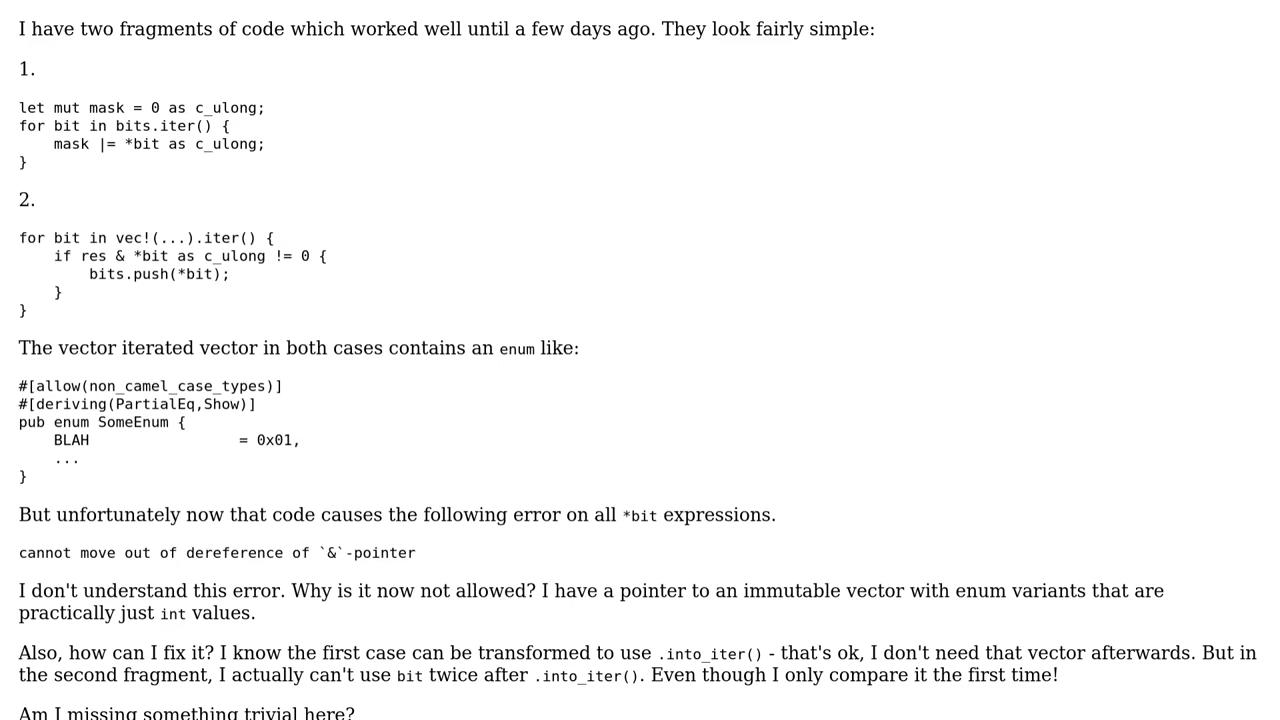 I have two fragments of code which worked well until a few days ago. They look fairly simple:
1.
let mut mask = 0 as c_ulong;
for bit in bits.iter() {
    mask |= *bit as c_ulong;
}
2.
for bit in vec!(...).iter() {
    if res & *bit as c_ulong != 0 {
        bits.push(*bit);
    }
}
The vector iterated vector in both cases contains an enum like:
#[allow(non_camel_case_types)]
#[deriving(PartialEq,Show)]
pub enum SomeEnum {
    BLAH                 = 0x01,
    ...
}
But unfortunately now that code causes the following error on all *bit expressions.
cannot move out of dereference of `&`-pointer
I don't understand this error. Why is it now not allowed? I have a pointer to an immutable vector with enum variants that are
practically just int values.
Also, how can I fix it? I know the first case can be transformed to use .into_iter() - that's ok, I don't need that vector afterwards. But in
the second fragment, I actually can't use bit twice after .into_iter(). Even though I only compare it the first time!
Am I missing something trivial here?